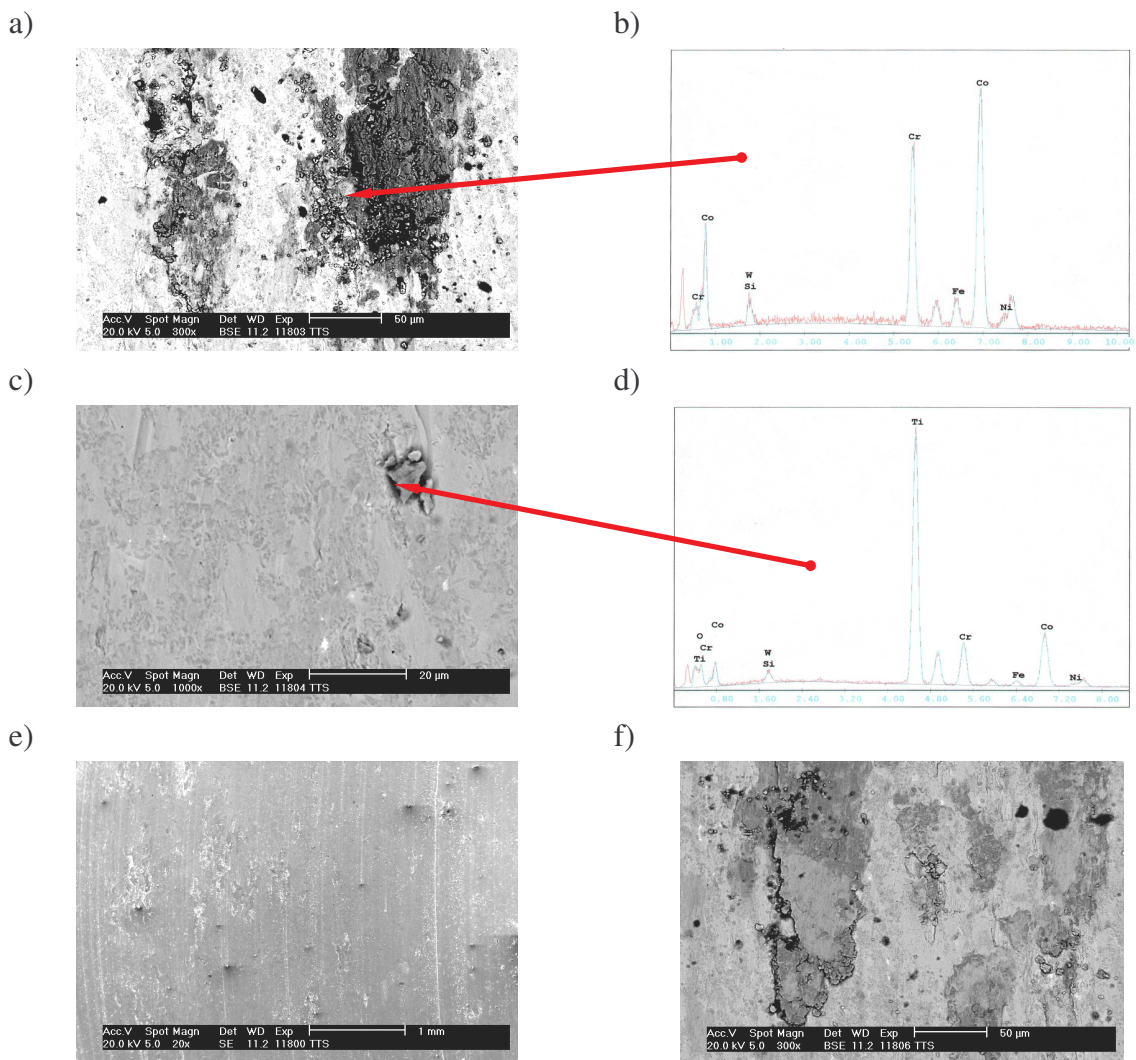 a)
b)
Co
Cr
Co
W
Si
Cr
Fe
Ni
1.00 2.00 3.00 4.00 5.00 6.00 7.00 8.00 9.00 10.00
Acc.V Spot Magn Det WD Exp 50 µm
20.0 kV 5.0 300x BSE 11.2 11803 TTS
c)
d)
Ti
O
Co
Cr
Ti
W
Si
Cr
Co
Fe
Ni
0.80 1.60 2.40 3.20 4.00 4.80 5.60 6.40 7.20 8.00
Acc.V Spot Magn Det WD Exp 20 µm
20.0 kV 5.0 1000x BSE 11.2 11804 TTS
e)
f)
Acc.V Spot Magn Det WD Exp 1 mm
20.0 kV 5.0 20x SE 11.2 11800 TTS
Acc.V Spot Magn Det WD Exp 50 µm
20.0 kV 5.0 300x BSE 11.2 11806 TTS